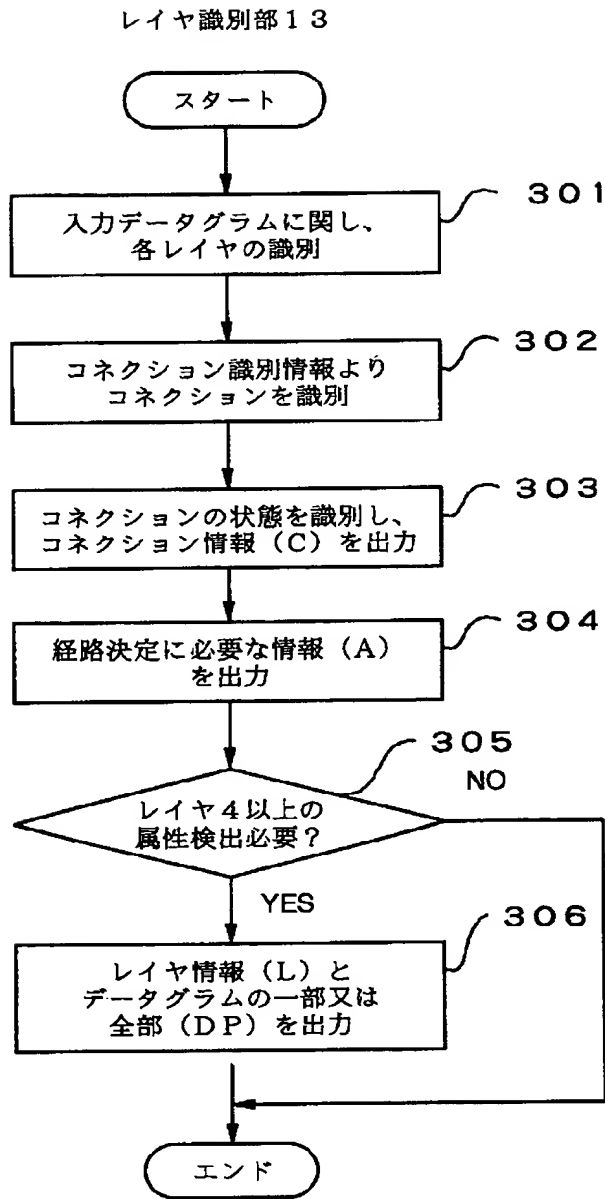 レイヤ識別部１３
スタート
301
入力データグラムに関し、
各レイヤの識別
302
コネクション識別情報より
コネクションを識別
303
コネクションの状態を識別し、
コネクション情報（Ｃ）を出力
304
経路決定に必要な情報（Ａ）
を出力
305
NO
レイヤ４以上の
属性検出必要？
YES
306
レイヤ情報（Ｌ）と
データグラムの一部又は
全部（ＤＰ）を出力
エンド